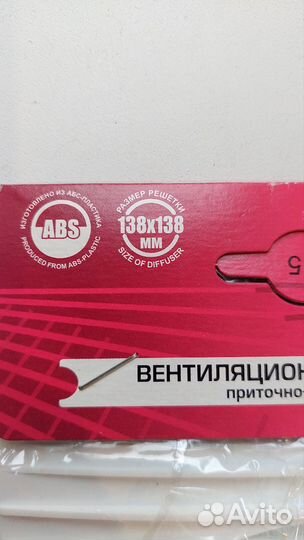 ИЗГОТОВЛЕНО ИЗ АБС-ПЛАСТИКА
ABS
PRODUCED FROM ABS-PLASTIC
РАЗМЕР РЕШЕТКИ
138x138
ММ
SIZE OF DIFFUSER
5
ВЕНТИЛЯЦИОН
приточно-
Avito